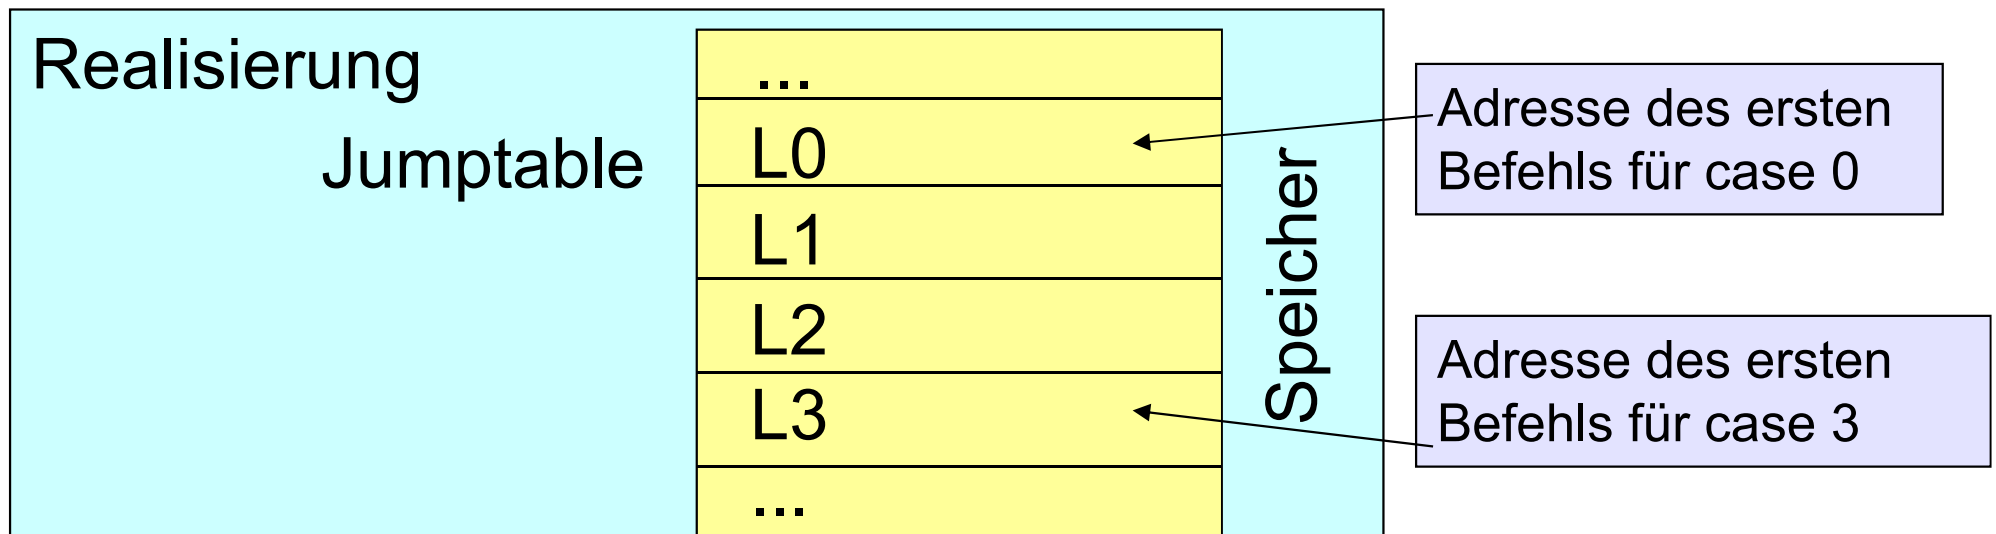 Realisierung
Jumptable
...
L0
L1
L2
L3
...
Speicher
Adresse des ersten
Befehls für case 0
Adresse des ersten
Befehls für case 3